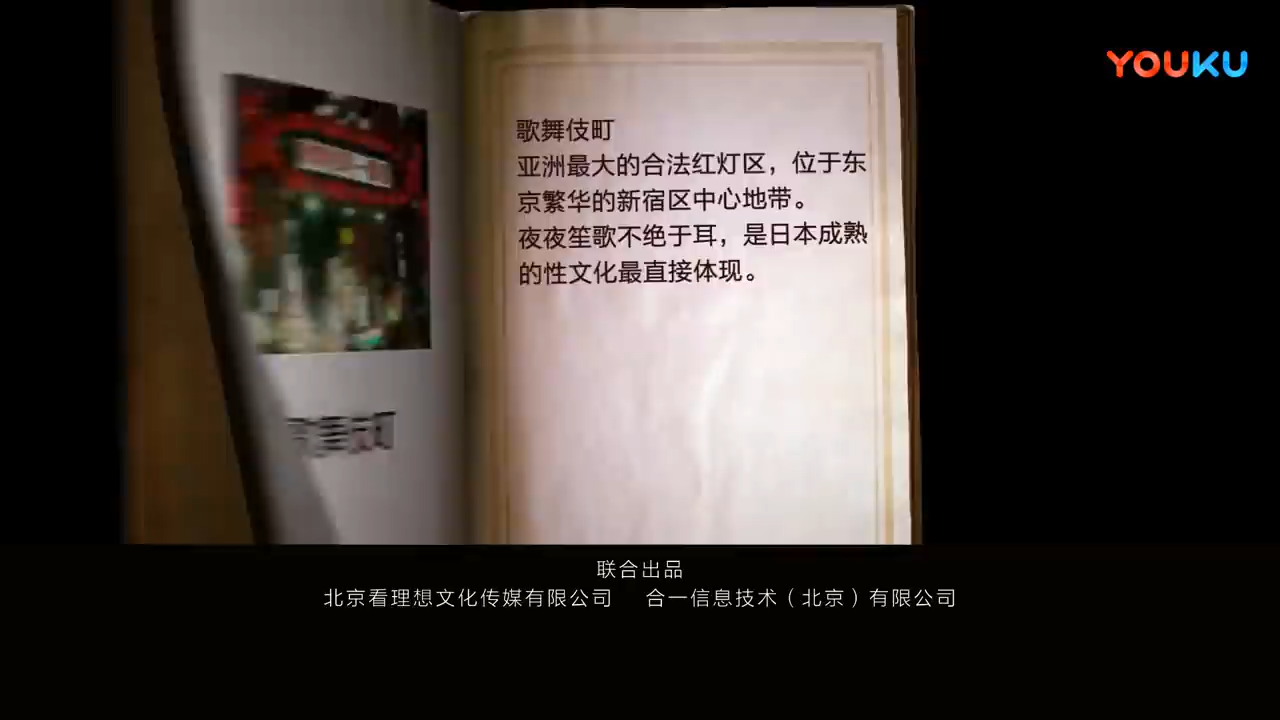 YOUKU
歌舞伎町
亚洲最大的合法红灯区，位于东
京繁华的新宿区中心地带。
夜夜笙歌不绝于耳，是日本成熟
的性文化最直接体现。
歌舞伎町
联合出品
北京看理想文化传媒有限公司 合一信息技术（北京）有限公司